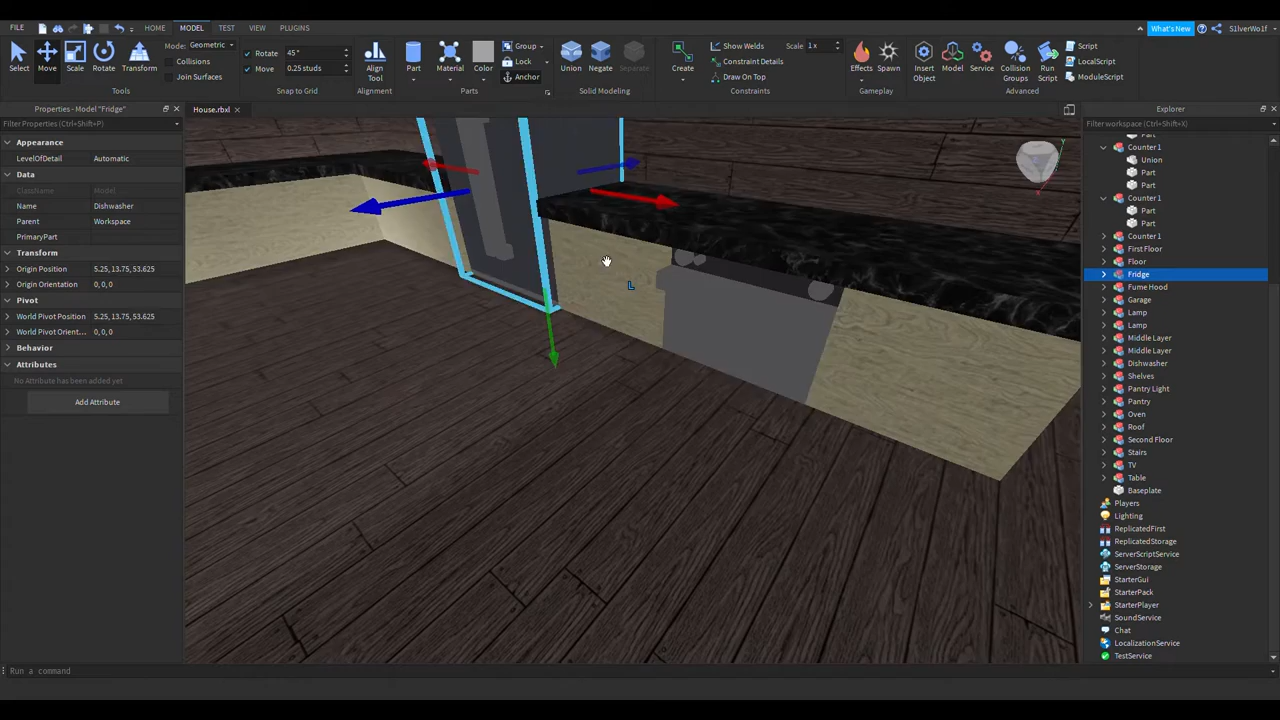 FILE HOME MODEL TEST VIEW PLUGINS What's New S1lverWo1f
Select Move Scale Rotate Transform
Mode: Geometric
Collisions
Join Surfaces
Tools
Rotate 45°
Move 0.25 studs
Snap to Grid
Align Tool
Alignment
Part Material Color
Group
Lock
Anchor
Parts
Union Negate Separate
Solid Modeling
Create
Show Welds Scale 1 x
Constraint Details
Draw On Top
Constraints
Effects Spawn
Gameplay
Insert Object Model Service Collision Groups Run Script
Script
LocalScript
ModuleScript
Advanced
Properties - Model "Fridge"
Filter Properties (Ctrl+Shift+P)
Appearance
LevelOfDetail Automatic
Data
ClassName Model
Name Dishwasher
Parent Workspace
PrimaryPart
Transform
Origin Position 5.25, 13.75, 53.625
Origin Orientation 0, 0, 0
Pivot
World Pivot Position 5.25, 13.75, 53.625
World Pivot Orient... 0, 0, 0
Behavior
Attributes
No Attribute has been added yet
Add Attribute
House.rbxl
L
Explorer
Filter workspace (Ctrl+Shift+X)
Part
Counter 1
Union
Part
Part
Counter 1
Part
Part
Counter 1
First Floor
Floor
Fridge
Fume Hood
Garage
Lamp
Lamp
Middle Layer
Middle Layer
Dishwasher
Shelves
Pantry Light
Pantry
Oven
Roof
Second Floor
Stairs
TV
Table
Baseplate
Players
Lighting
ReplicatedFirst
ReplicatedStorage
ServerScriptService
ServerStorage
StarterGui
StarterPack
StarterPlayer
SoundService
Chat
LocalizationService
TestService
Run a command